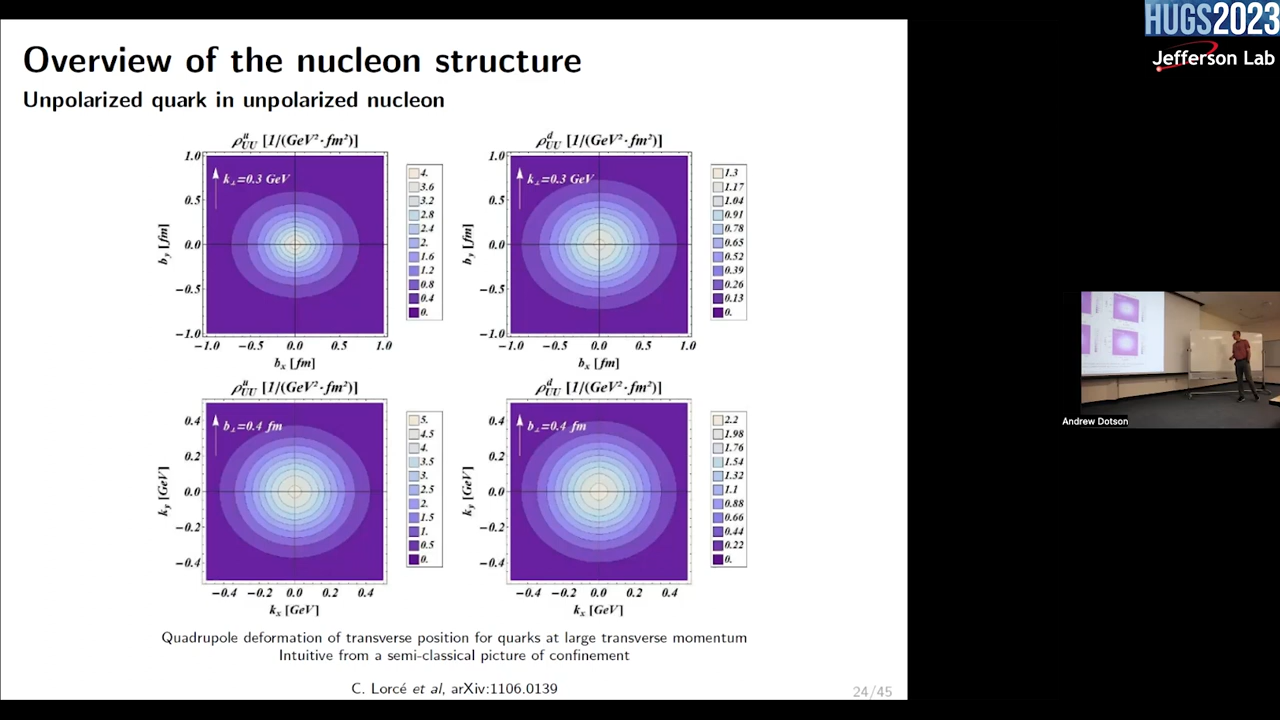 HUGS2023
Jefferson Lab
Overview of the nucleon structure
Unpolarized quark in unpolarized nucleon
ρᵘ_UU [1/(GeV²·fm²)]
k⊥=0.3 GeV
1.0
0.5
0.0
−0.5
−1.0
b_y [fm]
−1.0 −0.5 0.0 0.5 1.0
b_x [fm]
4.
3.6
3.2
2.8
2.4
2.
1.6
1.2
0.8
0.4
0.
ρᵈ_UU [1/(GeV²·fm²)]
k⊥=0.3 GeV
1.0
0.5
0.0
−0.5
−1.0
b_y [fm]
−1.0 −0.5 0.0 0.5 1.0
b_x [fm]
1.3
1.17
1.04
0.91
0.78
0.65
0.52
0.39
0.26
0.13
0.
ρᵘ_UU [1/(GeV²·fm²)]
b⊥=0.4 fm
0.4
0.2
0.0
−0.2
−0.4
k_y [GeV]
−0.4 −0.2 0.0 0.2 0.4
k_x [GeV]
5.
4.5
4.
3.5
3.
2.5
2.
1.5
1.
0.5
0.
ρᵈ_UU [1/(GeV²·fm²)]
b⊥=0.4 fm
0.4
0.2
0.0
−0.2
−0.4
k_y [GeV]
−0.4 −0.2 0.0 0.2 0.4
k_x [GeV]
2.2
1.98
1.76
1.54
1.32
1.1
0.88
0.66
0.44
0.22
0.
Quadrupole deformation of transverse position for quarks at large transverse momentum
Intuitive from a semi-classical picture of confinement
C. Lorcé et al, arXiv:1106.0139
24/45
Andrew Dotson